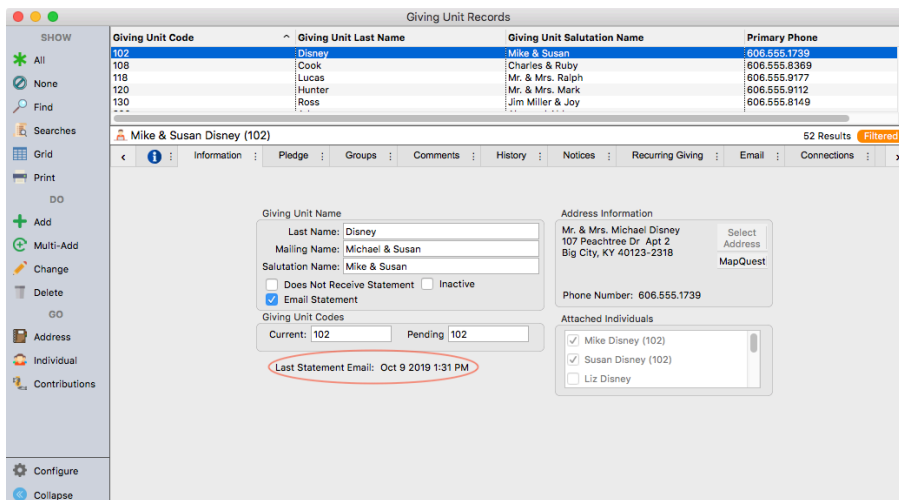 Giving Unit Records
SHOW
All
None
Find
Searches
Grid
Print
DO
Add
Multi-Add
Change
Delete
GO
Address
Individual
Contributions
Configure
Collapse
Giving Unit Code ^ Giving Unit Last Name Giving Unit Salutation Name Primary Phone
102 Disney Mike & Susan 606.555.1739
108 Cook Charles & Ruby 606.555.8369
118 Lucas Mr. & Mrs. Ralph 606.555.9177
120 Hunter Mr. & Mrs. Mark 606.555.9112
130 Ross Jim Miller & Joy 606.555.8149
Mike & Susan Disney (102) 52 Results Filtered
Information Pledge Groups Comments History Notices Recurring Giving Email Connections
Giving Unit Name
Last Name: Disney
Mailing Name: Michael & Susan
Salutation Name: Mike & Susan
Does Not Receive Statement Inactive
Email Statement
Giving Unit Codes
Current: 102 Pending 102
Last Statement Email: Oct 9 2019 1:31 PM
Address Information
Mr. & Mrs. Michael Disney
107 Peachtree Dr Apt 2
Big City, KY 40123-2318
Select
Address
MapQuest
Phone Number: 606.555.1739
Attached Individuals
Mike Disney (102)
Susan Disney (102)
Liz Disney